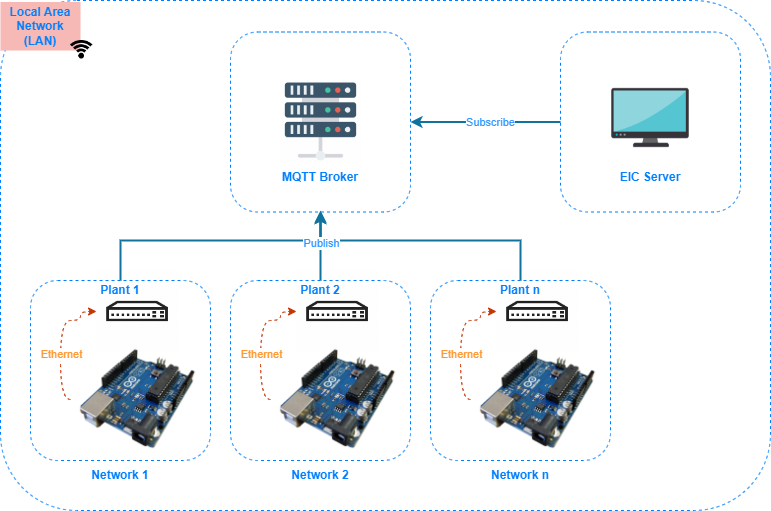 Local Area
Network
(LAN)
MQTT Broker
Subscribe
EIC Server
Publish
Plant 1
Plant 2
Plant n
Ethernet
Ethernet
Ethernet
Network 1
Network 2
Network n